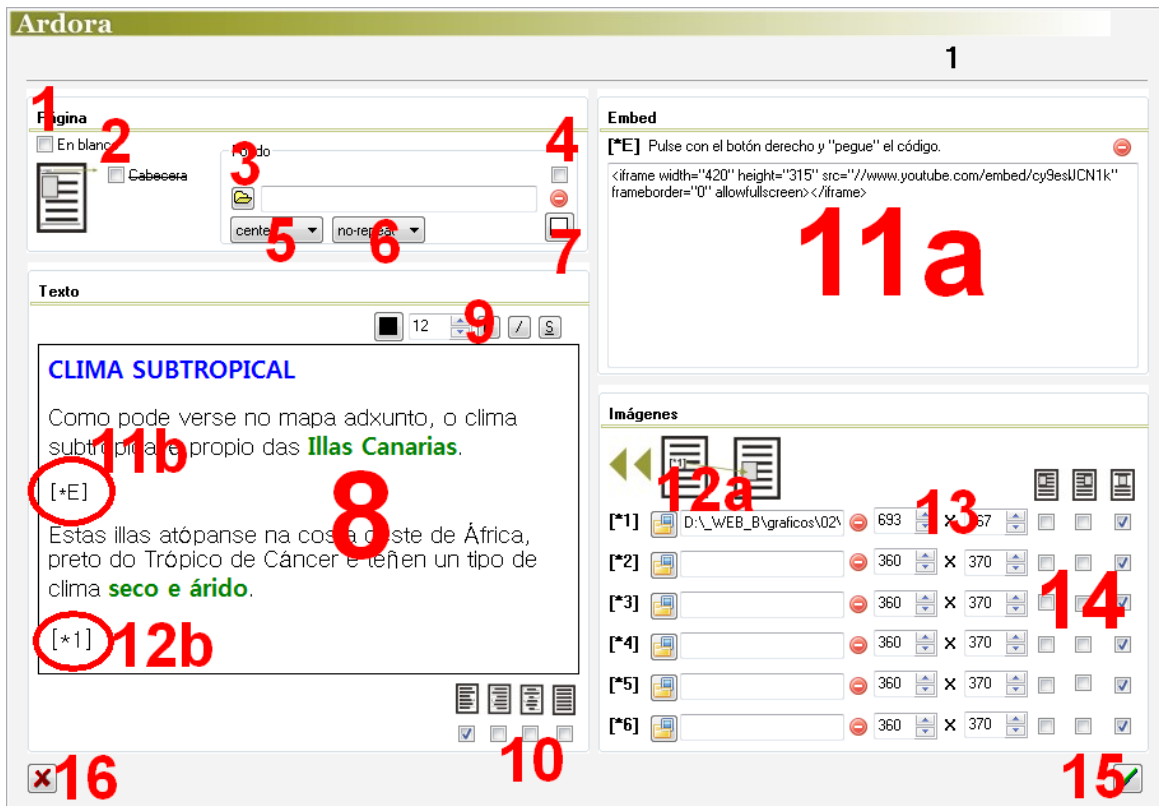 Ardora
1
1
Página
En blanco
2
Cabecera
Fondo
3
4
center
5
no-repeat
6
7
Embed
[*E] Pulse con el botón derecho y "pegue" el código.
<iframe width="420" height="315" src="//www.youtube.com/embed/cy9eslJCN1k"
frameborder="0" allowfullscreen></iframe>
11a
Texto
12
9
/
S
CLIMA SUBTROPICAL
Como pode verse no mapa adxunto, o clima
subtropical é propio das Illas Canarias.
11b
[*E]
8
Estas illas atópanse na costa oeste de África,
preto do Trópico de Cáncer e teñen un tipo de
clima seco e árido.
[*1]
12b
10
16
Imágenes
[*1]
12a
13
[*1] D:\_WEB_B\graficos\02\ 693 X
[*2] 360 X 370
[*3] 360 X 370
14
[*4] 360 X 370
[*5] 360 X 370
[*6] 360 X 370
15